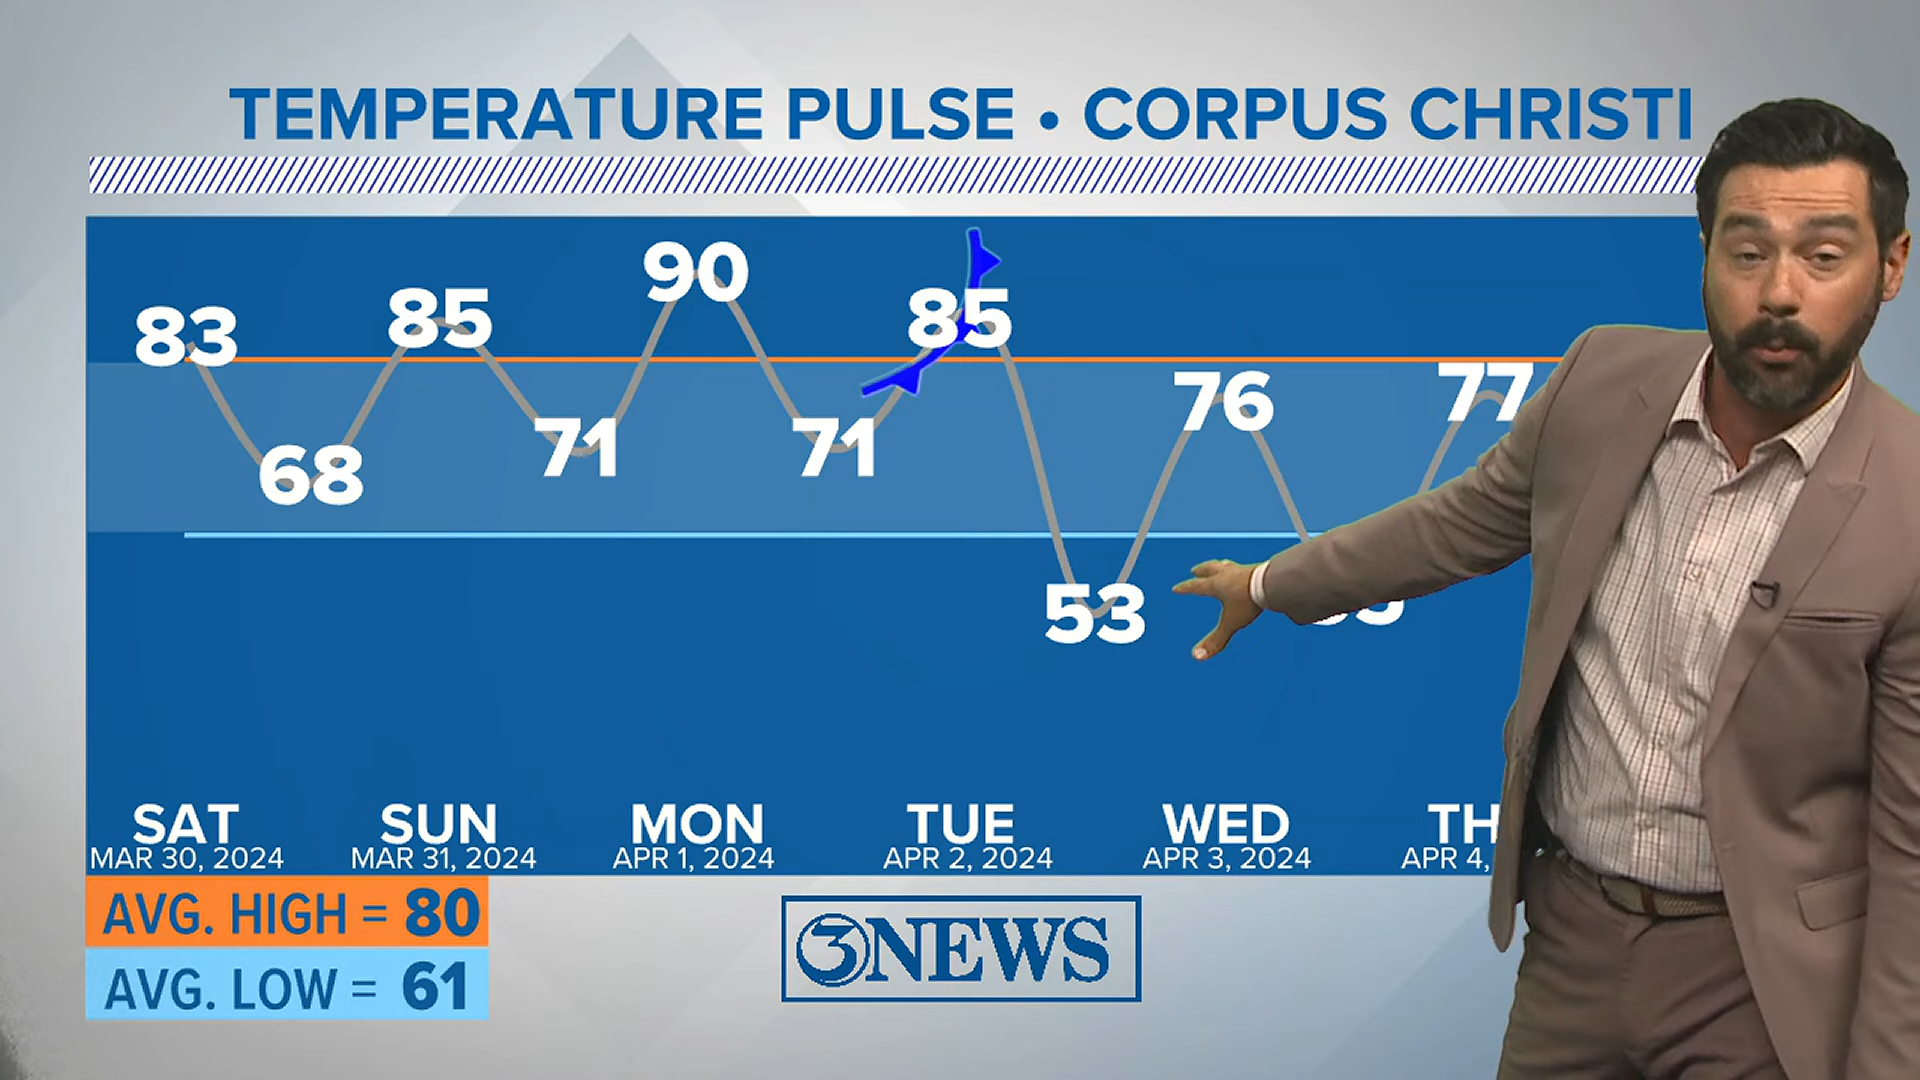 TEMPERATURE PULSE • CORPUS CHRISTI
90
83 85 85
76 77
68 71 71
53
SAT SUN MON TUE WED TH
MAR 30, 2024 MAR 31, 2024 APR 1, 2024 APR 2, 2024 APR 3, 2024 APR 4,
AVG. HIGH = 80
AVG. LOW = 61
3NEWS